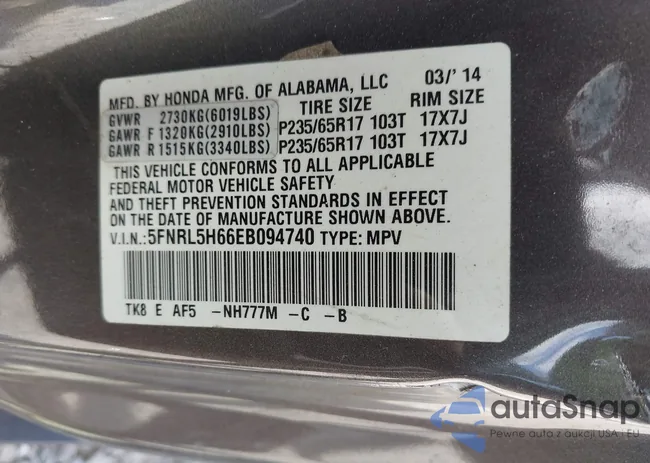 MFD. BY HONDA MFG. OF ALABAMA, LLC 03/'14
GVWR 2730KG(6019LBS) TIRE SIZE RIM SIZE
GAWR F 1320KG(2910LBS) P235/65R17 103T 17X7J
GAWR R 1515KG(3340LBS) P235/65R17 103T 17X7J
THIS VEHICLE CONFORMS TO ALL APPLICABLE
FEDERAL MOTOR VEHICLE SAFETY
AND THEFT PREVENTION STANDARDS IN EFFECT
ON THE DATE OF MANUFACTURE SHOWN ABOVE.
V.I.N.:5FNRL5H66EB094740 TYPE: MPV
TK8 E AF5 -NH777M -C -B
autaSnap
Pewne auta z aukcji USA i EU